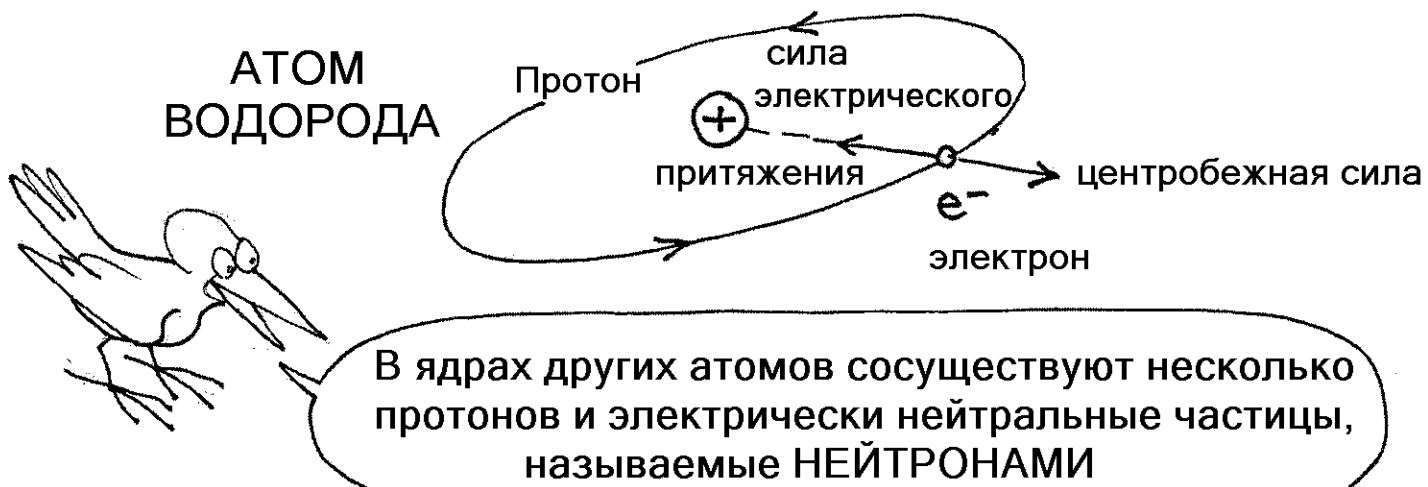 АТОМ
ВОДОРОДА
Протон
сила
электрического
+
притяжения
центробежная сила
e⁻
электрон
В ядрах других атомов сосуществуют несколько
протонов и электрически нейтральные частицы,
называемые НЕЙТРОНАМИ